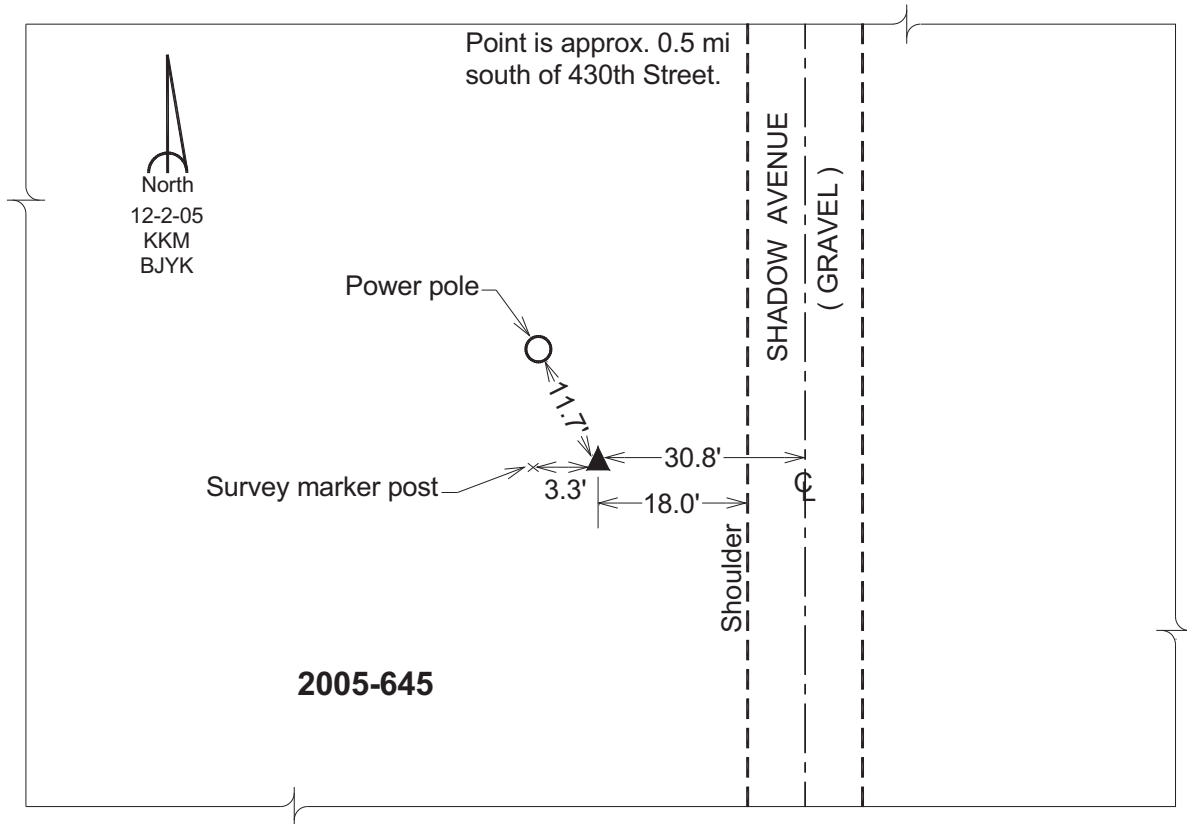 Point is approx. 0.5 mi
south of 430th Street.
North
12-2-05
KKM
BJYK
SHADOW AVENUE
( GRAVEL )
Power pole
11.7'
30.8'
Survey marker post
3.3'
℄
18.0'
Shoulder
2005-645